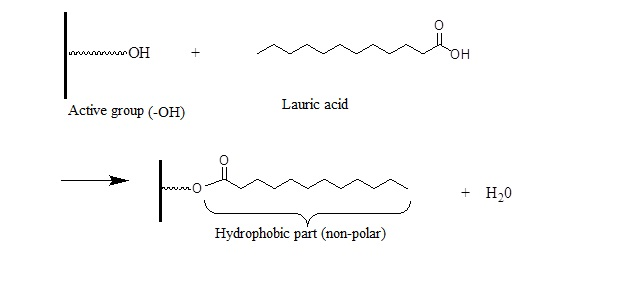 O
OH + OH
Active group (-OH) Lauric acid
O
O + H₂0
Hydrophobic part (non-polar)